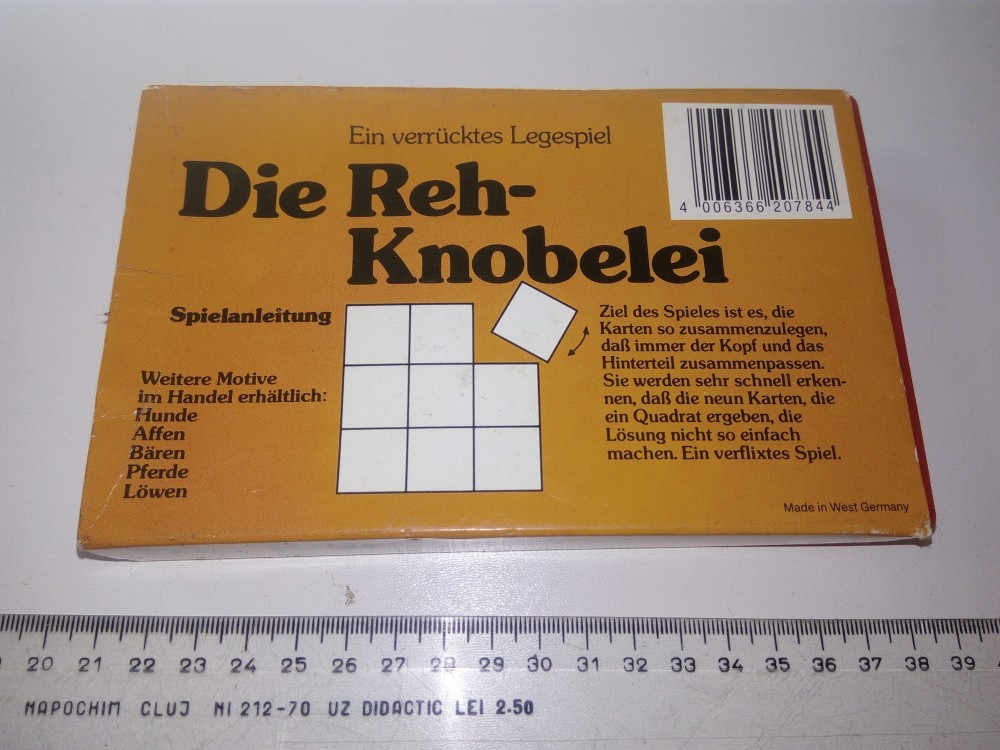 Ein verrücktes Legespiel
Die Reh-
Knobelei
4 006366 207844
Spielanleitung
Weitere Motive
im Handel erhältlich:
Hunde
Affen
Bären
Pferde
Löwen
Ziel des Spieles ist es, die
Karten so zusammenzulegen,
daß immer der Kopf und das
Hinterteil zusammenpassen.
Sie werden sehr schnell erken-
nen, daß die neun Karten, die
ein Quadrat ergeben, die
Lösung nicht so einfach
machen. Ein verflixtes Spiel.
Made in West Germany
20 21 22 23 24 25 26 27 28 29 30 31 32 33 34 35 36 37 38 39
NAPOCHIM CLUJ NI 212-70 UZ DIDACTIC LEI 2.50